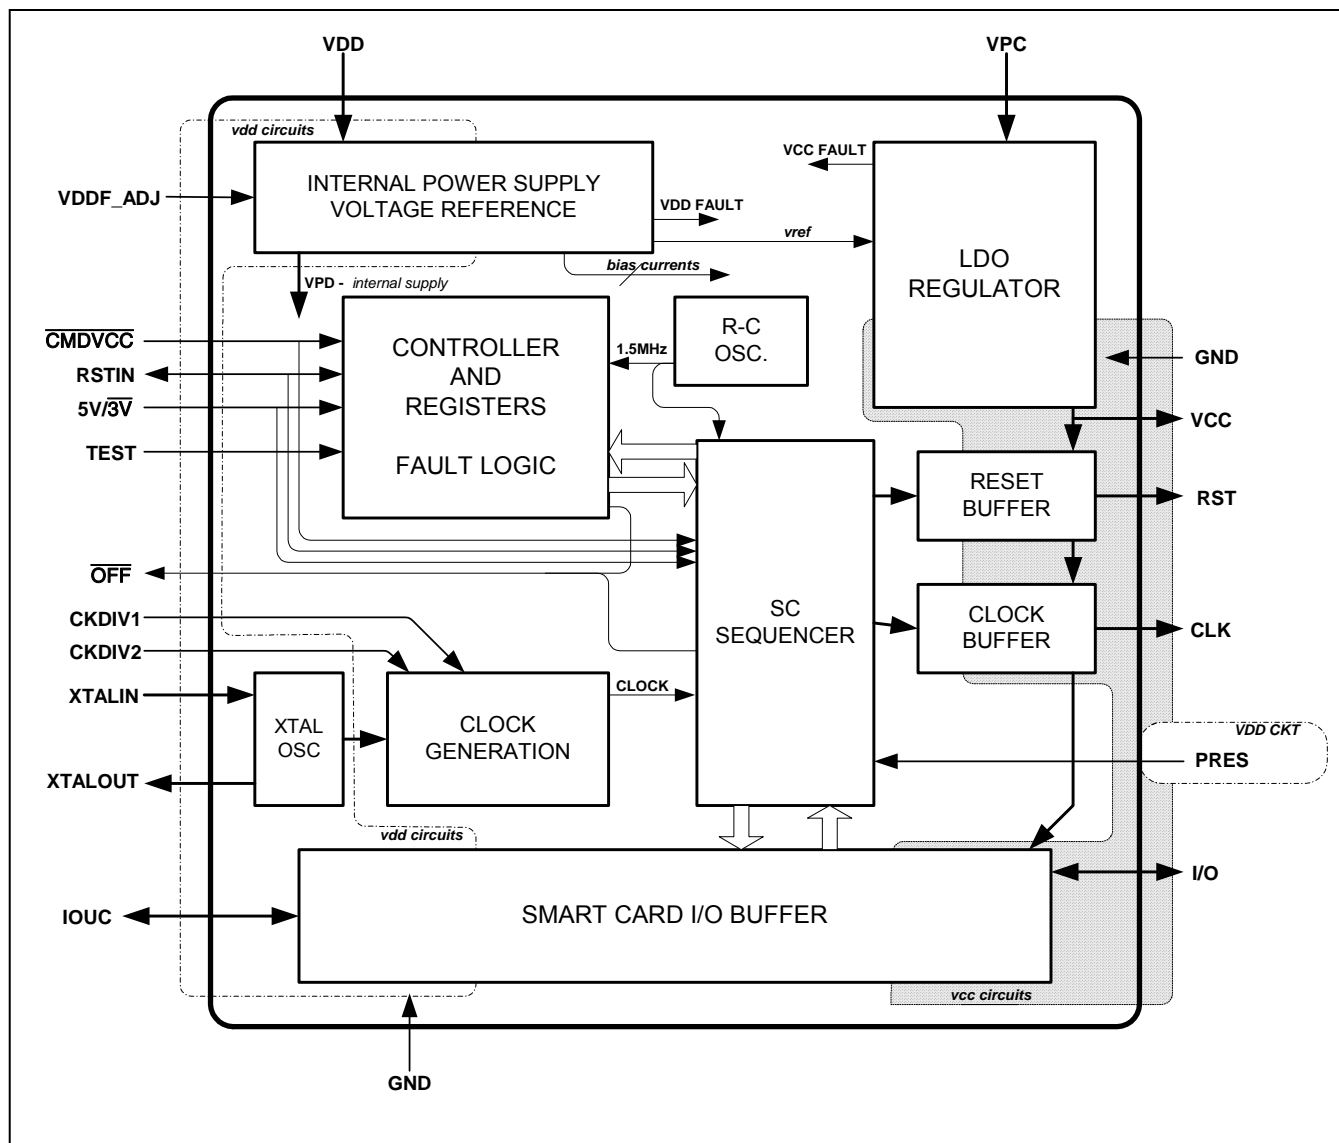 VDD
VPC
vdd circuits
VCC FAULT
INTERNAL POWER SUPPLY
VOLTAGE REFERENCE
VDDF_ADJ
VDD FAULT
vref
LDO
REGULATOR
bias currents
VPD - internal supply
CMDVCC
RSTIN
5V/3V
TEST
CONTROLLER
AND
REGISTERS
FAULT LOGIC
1.5MHz
R-C
OSC.
GND
VCC
RESET
BUFFER
RST
OFF
CKDIV1
CKDIV2
XTALIN
XTALOUT
SC
SEQUENCER
CLOCK
BUFFER
CLK
XTAL
OSC
CLOCK
GENERATION
CLOCK
VDD CKT
PRES
vdd circuits
IOUC
SMART CARD I/O BUFFER
I/O
vcc circuits
GND